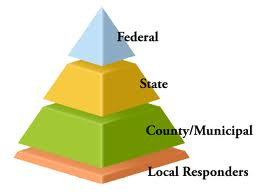 Federal
State
County/Municipal
Local Responders